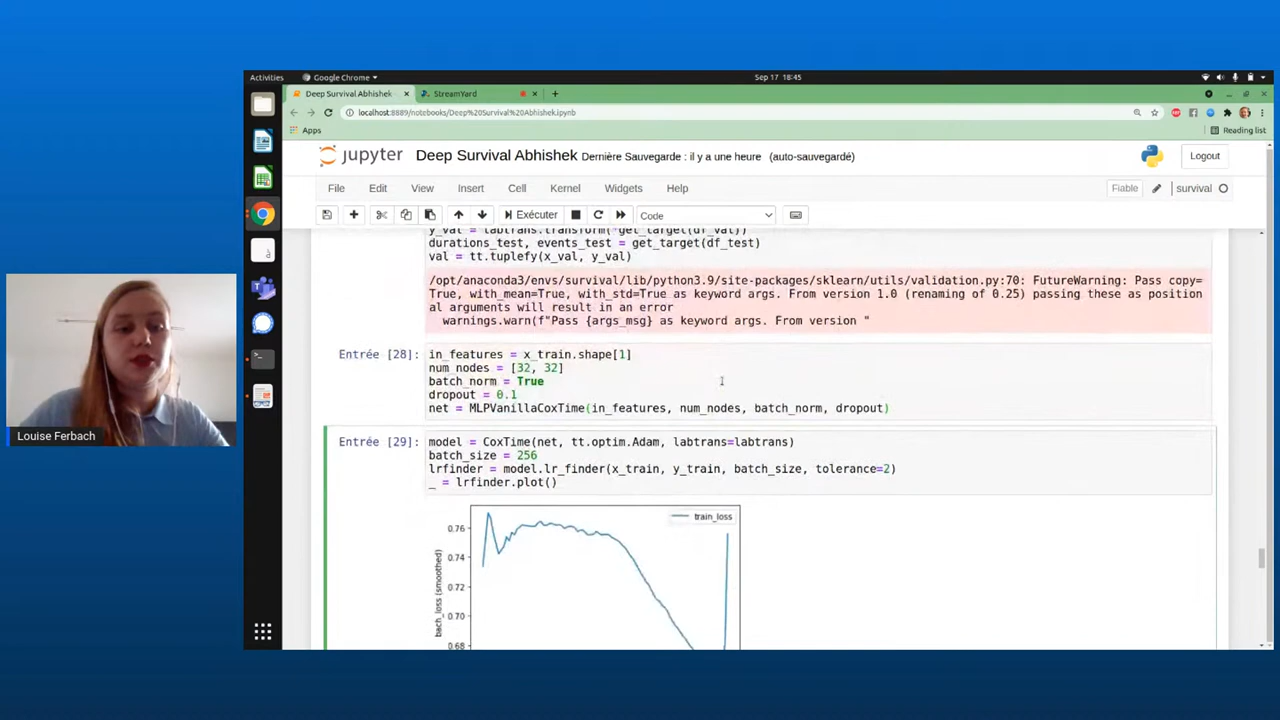 Activities
Google Chrome
Sep 17 18:45
Deep Survival Abhishek
StreamYard
localhost:8889/notebooks/Deep%20Survival%20Abhishek.ipynb
Apps
Reading list
jupyter
Deep Survival Abhishek
Dernière Sauvegarde : il y a une heure (auto-sauvegardé)
Logout
File Edit View Insert Cell Kernel Widgets Help
Fiable
survival
Exécuter
Code
y_val = labtrans.transform(*get_target(df_val))
durations_test, events_test = get_target(df_test)
val = tt.tuplefy(x_val, y_val)
/opt/anaconda3/envs/survival/lib/python3.9/site-packages/sklearn/utils/validation.py:70: FutureWarning: Pass copy=
True, with_mean=True, with_std=True as keyword args. From version 1.0 (renaming of 0.25) passing these as position
al arguments will result in an error
warnings.warn(f"Pass {args_msg} as keyword args. From version "
Entrée [28]:
in_features = x_train.shape[1]
num_nodes = [32, 32]
batch_norm = True
dropout = 0.1
net = MLPVanillaCoxTime(in_features, num_nodes, batch_norm, dropout)
Entrée [29]:
model = CoxTime(net, tt.optim.Adam, labtrans=labtrans)
batch_size = 256
lrfinder = model.lr_finder(x_train, y_train, batch_size, tolerance=2)
_ = lrfinder.plot()
train_loss
0.76
0.74
0.72
0.70
0.68
bach_loss (smoothed)
Louise Ferbach